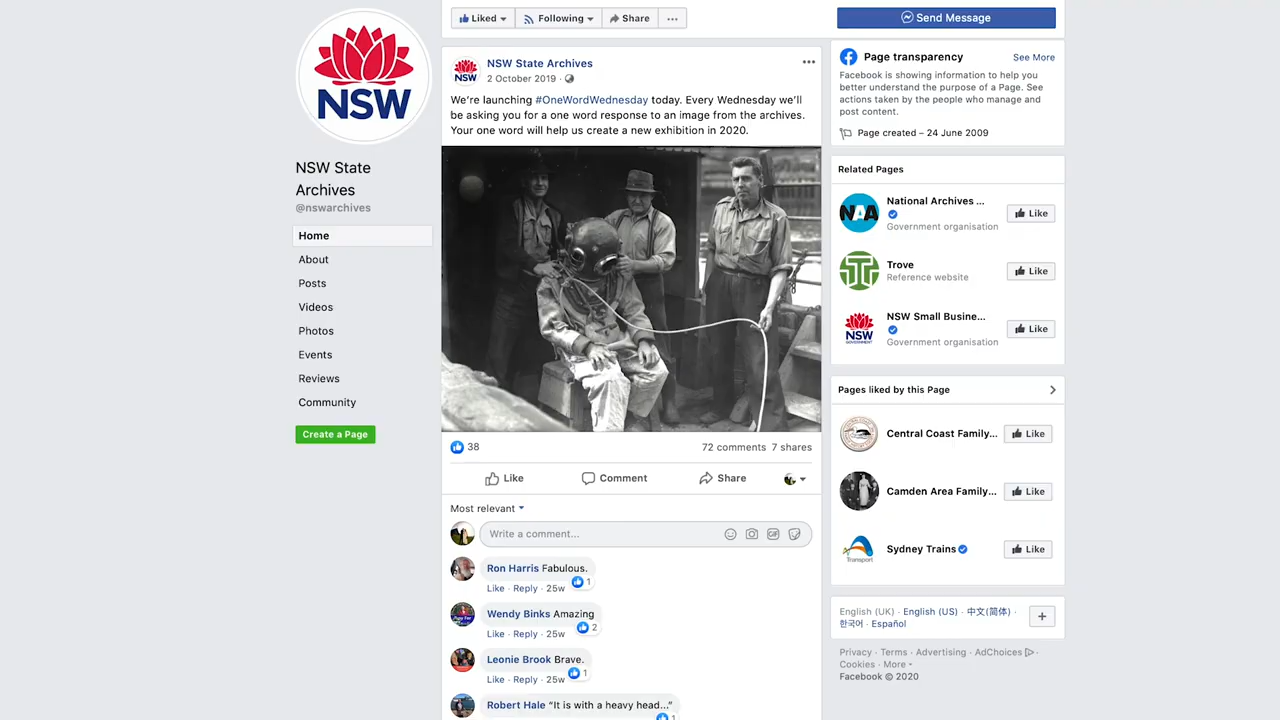 NSW
NSW State
Archives
@nswarchives
Home
About
Posts
Videos
Photos
Events
Reviews
Community
Create a Page
Liked
Following
Share
...
NSW
NSW State Archives
2 October 2019 ·
We're launching #OneWordWednesday today. Every Wednesday we'll
be asking you for a one word response to an image from the archives.
Your one word will help us create a new exhibition in 2020.
38
72 comments 7 shares
Like
Comment
Share
Most relevant
Write a comment...
GIF
Ron Harris Fabulous.
1
Like · Reply · 25w
Wendy Binks Amazing
2
Like · Reply · 25w
Leonie Brook Brave.
1
Like · Reply · 25w
Robert Hale “It is with a heavy head...”
1
Send Message
Page transparency
See More
Facebook is showing information to help you
better understand the purpose of a Page. See
actions taken by the people who manage and
post content.
Page created – 24 June 2009
Related Pages
NAA
National Archives ...
Government organisation
Like
Trove
Reference website
Like
NSW
GOVERNMENT
NSW Small Busine...
Government organisation
Like
Pages liked by this Page
Central Coast Family...
Like
Camden Area Family...
Like
Transport
Sydney Trains
Like
English (UK) · English (US) · 中文(简体) ·
한국어 · Español
+
Privacy · Terms · Advertising · AdChoices ·
Cookies · More
Facebook © 2020